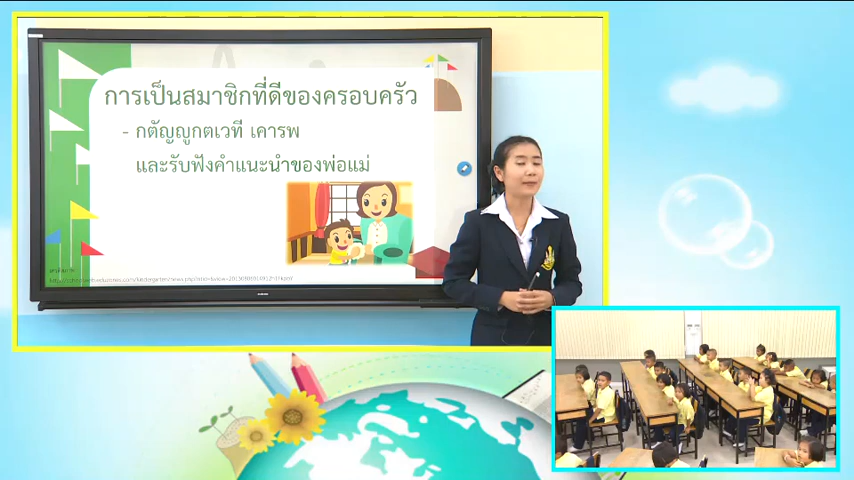 การเป็นสมาชิกที่ดีของครอบครัว
- กตัญญูกตเวที เคารพ
และรับฟังคำแนะนำของพ่อแม่